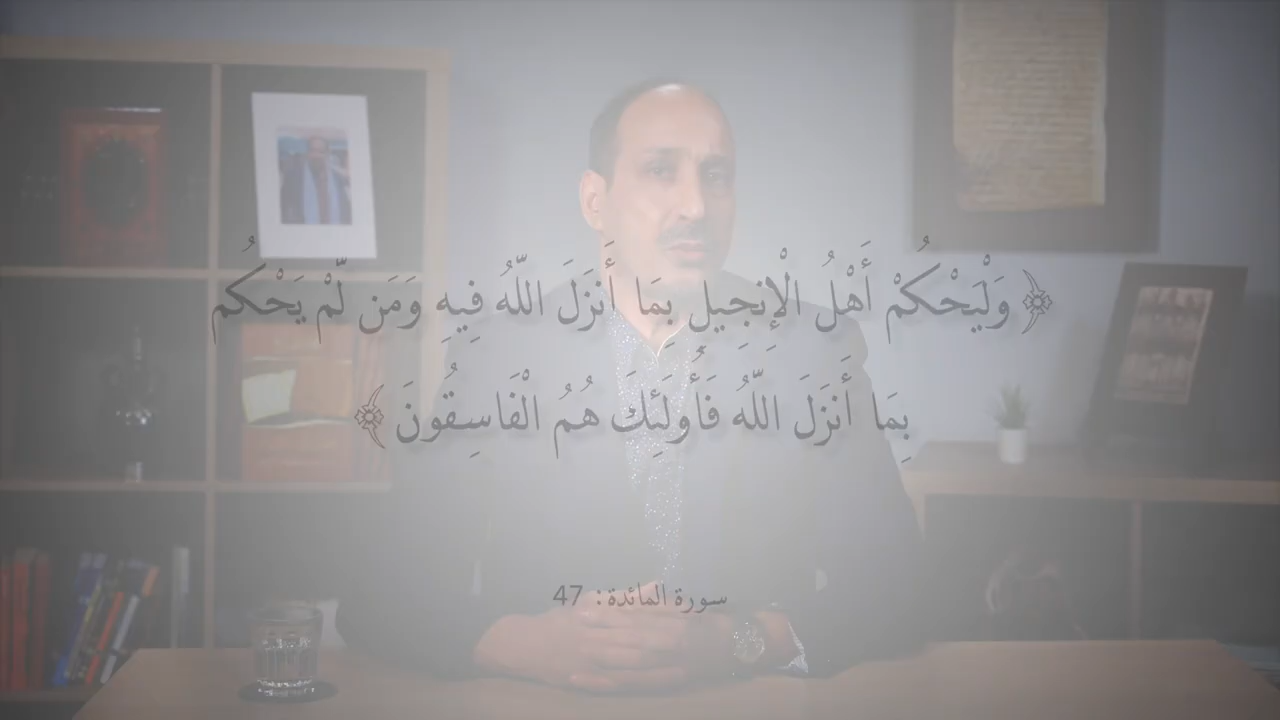 ﴿ وَلْيَحْكُمْ أَهْلُ الْإِنجِيلِ بِمَا أَنزَلَ اللَّهُ فِيهِ وَمَن لَّمْ يَحْكُم
بِمَا أَنزَلَ اللَّهُ فَأُولَئِكَ هُمُ الْفَاسِقُونَ ﴾
سورة المائدة: 47